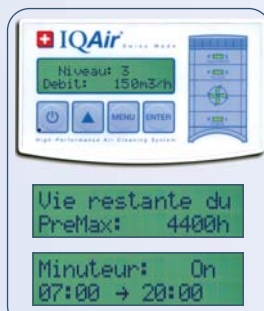 IQAir Swiss Made
Niveau: 3
Debit: 150m3/h
MENU ENTER
High Performance Air Cleaning System
Vie restante du
PreMax: 4400h
Minuteur: On
07:00 → 20:00